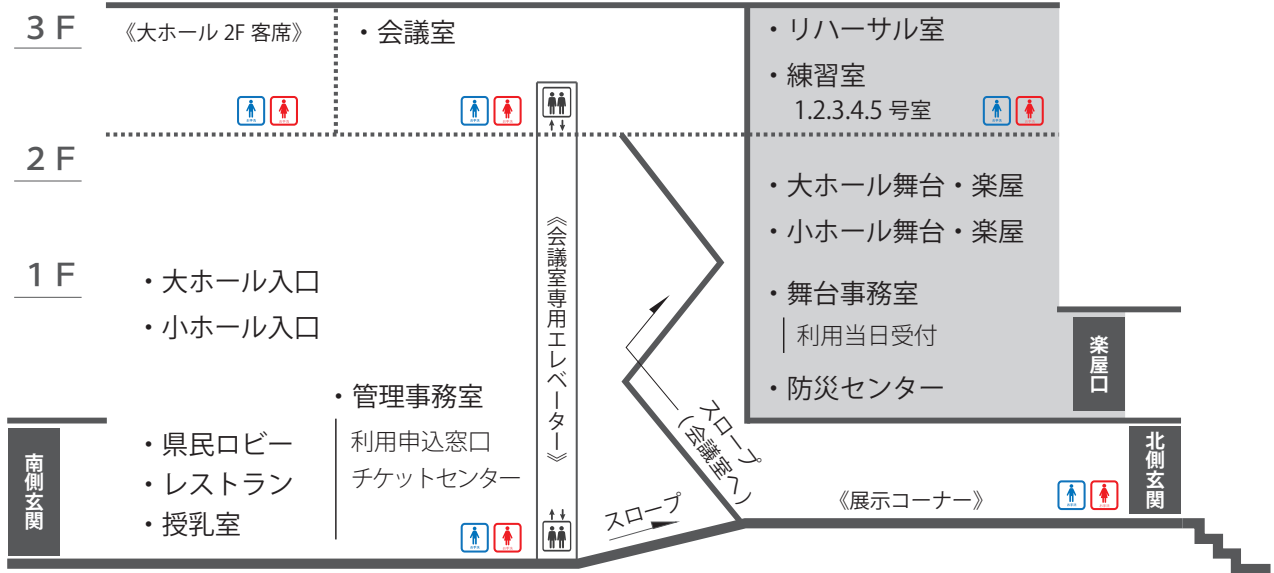 3 F
《大ホール 2F 客席》
・会議室
・リハーサル室
・練習室
1.2.3.4.5 号室
2 F
・大ホール舞台・楽屋
・小ホール舞台・楽屋
1 F
・大ホール入口
・小ホール入口
《会議室専用エレベーター》
・舞台事務室
利用当日受付
・防災センター
楽屋口
・管理事務室
利用申込窓口
チケットセンター
・県民ロビー
・レストラン
・授乳室
南側玄関
スロープ
スロープ
(会議室へ)
《展示コーナー》
北側玄関